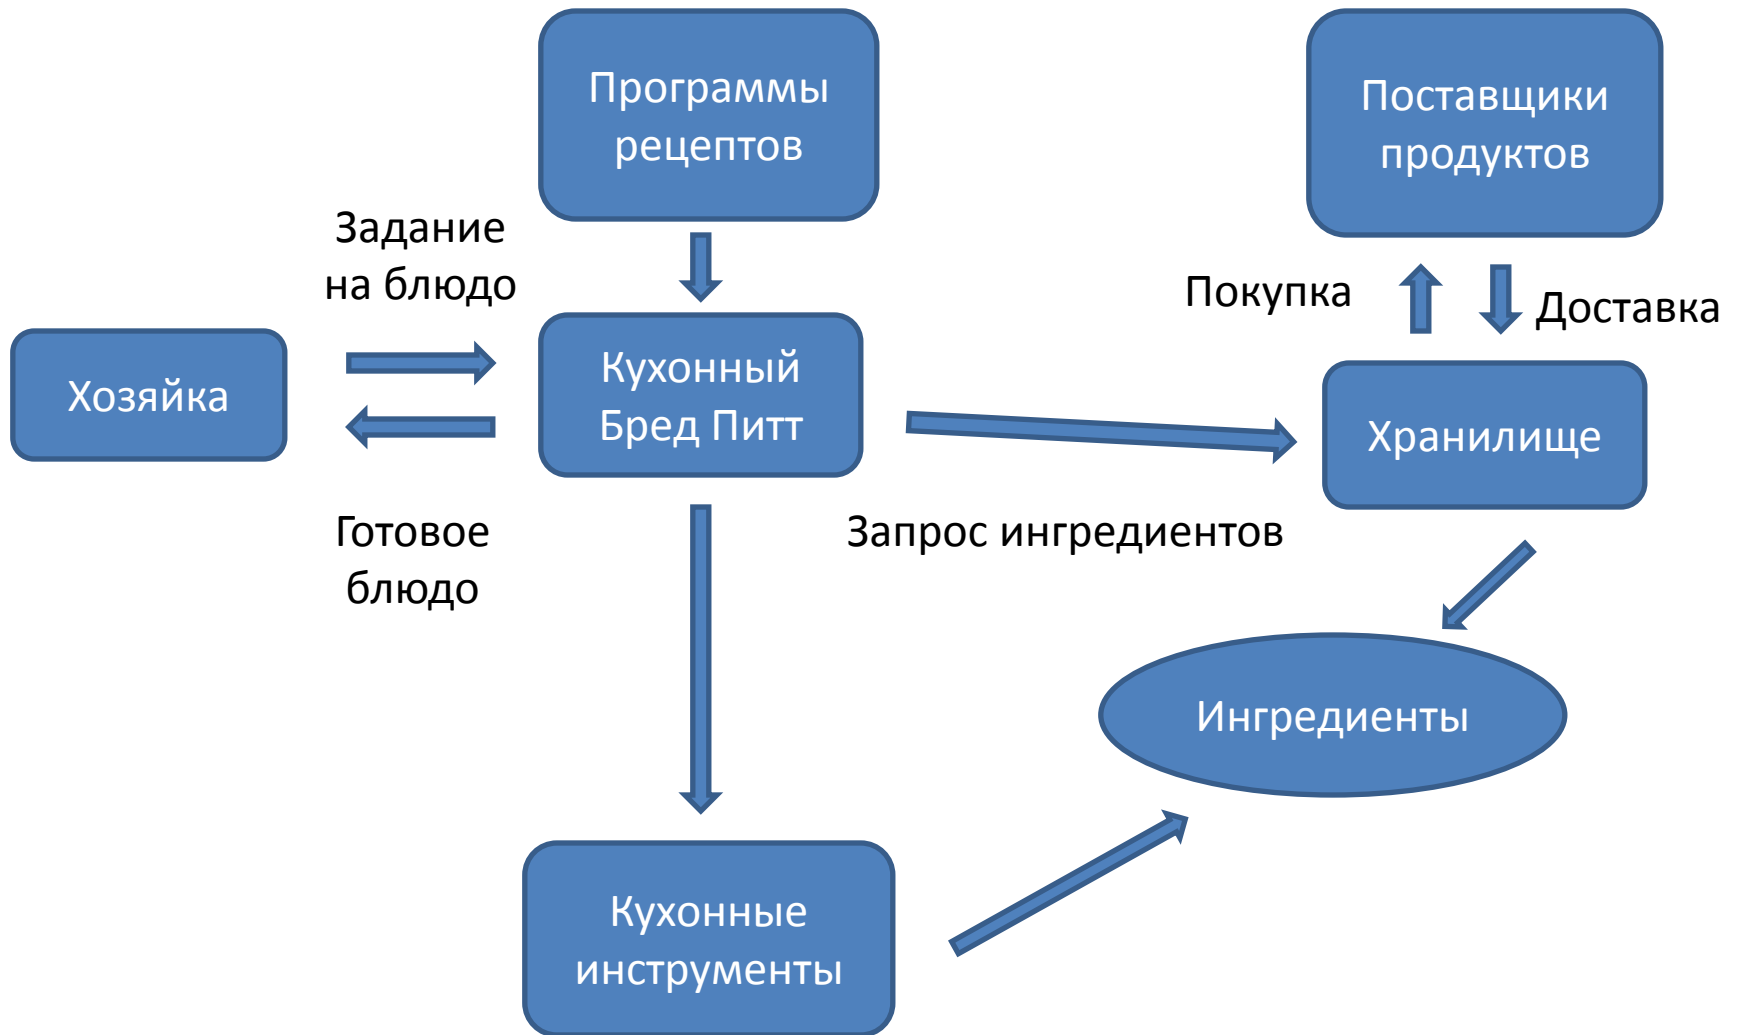 Программы
рецептов
Поставщики
продуктов
Задание
на блюдо
Покупка
Доставка
Хозяйка
Кухонный
Бред Питт
Хранилище
Готовое
блюдо
Запрос ингредиентов
Ингредиенты
Кухонные
инструменты